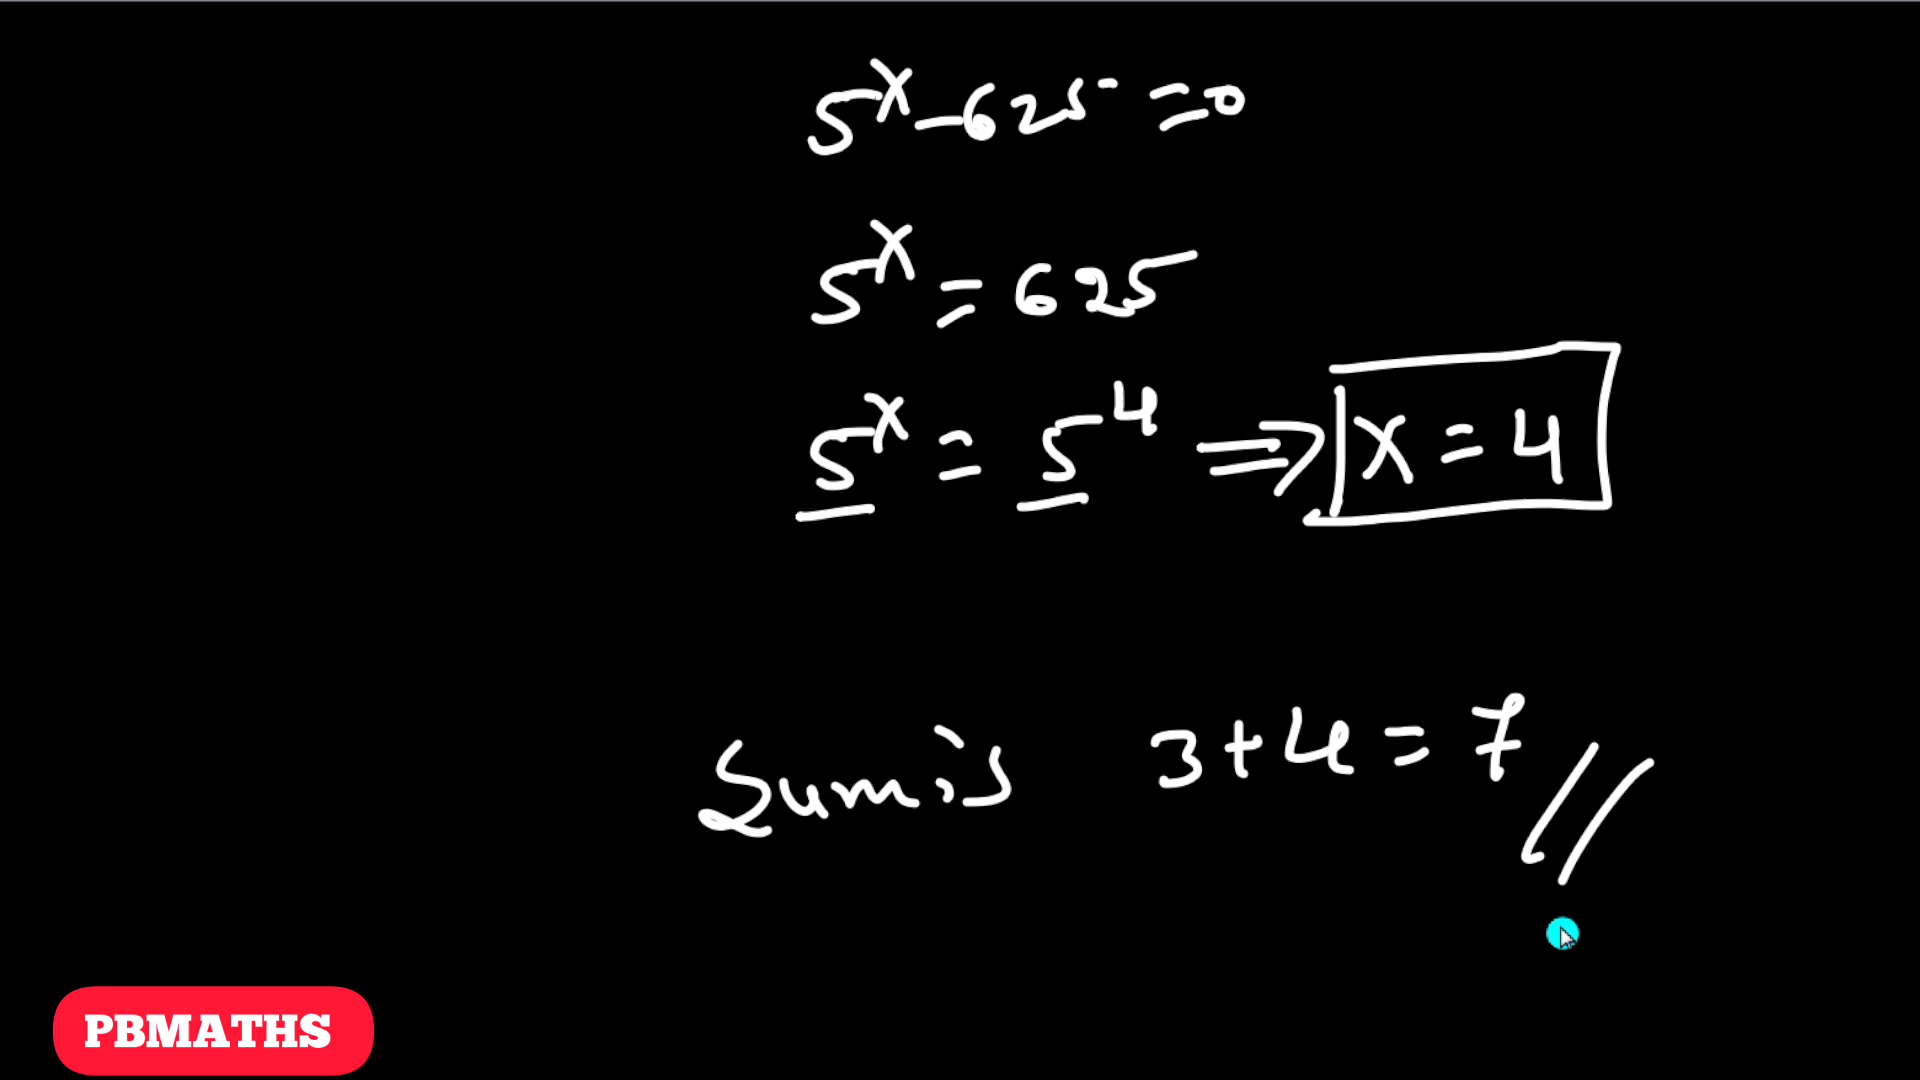 5^x - 625 = 0
5^x = 625
5^x = 5^4 ⇒ x = 4
Sum is 3 + 4 = 7 //
PBMATHS